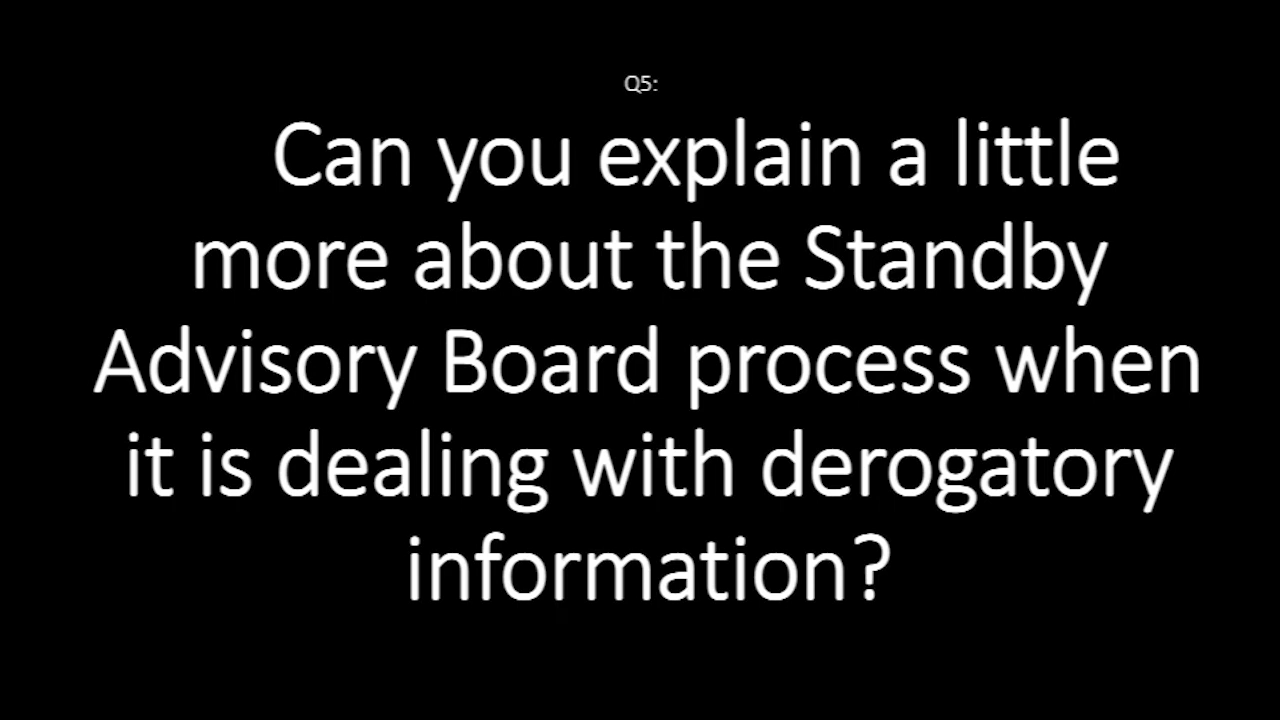 Q5:
Can you explain a little
more about the Standby
Advisory Board process when
it is dealing with derogatory
information?